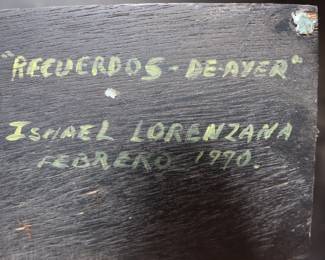 "RECUERDOS - DE - AYER"
ISMAEL LORENZANA
FEBRERO 1990.